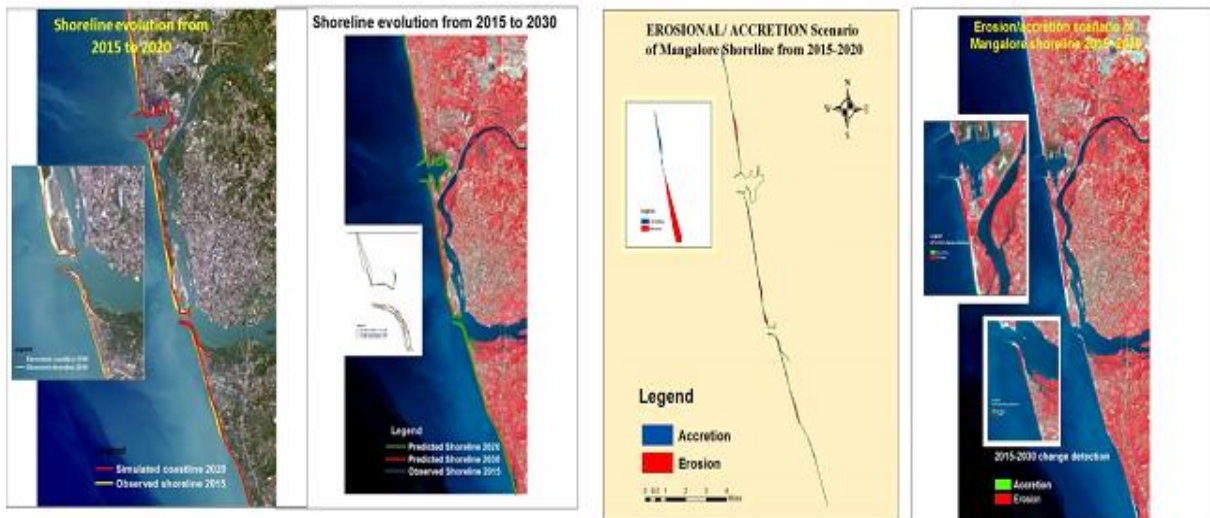 Shoreline evolution from
2015 to 2020
Legend
Simulated coastline 2020
Observed shoreline 2015
Shoreline evolution from 2015 to 2030
Legend
Predicted Shoreline 2020
Predicted Shoreline 2030
Observed Shoreline 2015
EROSIONAL/ ACCRETION Scenario
of Mangalore Shoreline from 2015-2020
N
W
E
S
Legend
Accretion
Erosion
Erosion/accretion scenario of
Mangalore shoreline 2015-2030
2015-2030 change detection
Accretion
Erosion